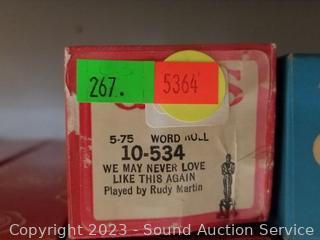 267.
5364
5-75 WORD ROLL
10-534
WE MAY NEVER LOVE
LIKE THIS AGAIN
Played by Rudy Martin
Copyright 2023 - Sound Auction Service